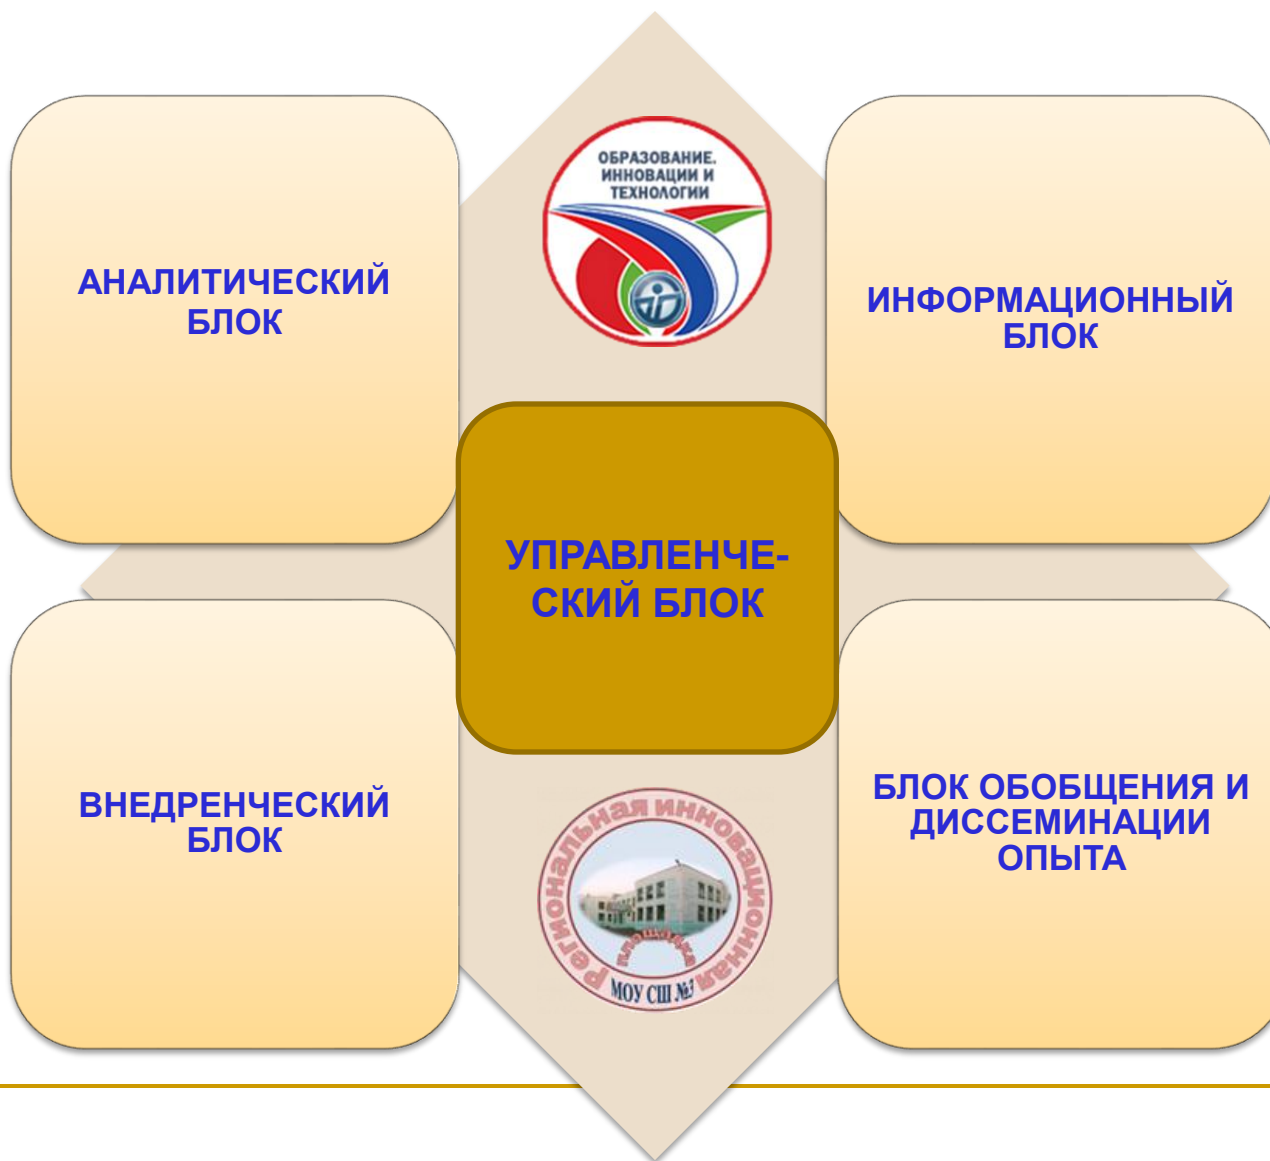 ОБРАЗОВАНИЕ.
ИННОВАЦИИ И
ТЕХНОЛОГИИ
АНАЛИТИЧЕСКИЙ
БЛОК
ИНФОРМАЦИОННЫЙ
БЛОК
УПРАВЛЕНЧЕ-
СКИЙ БЛОК
ВНЕДРЕНЧЕСКИЙ
БЛОК
БЛОК ОБОБЩЕНИЯ И
ДИССЕМИНАЦИИ
ОПЫТА
Региональная инновационная
площадка
МОУ СШ №3